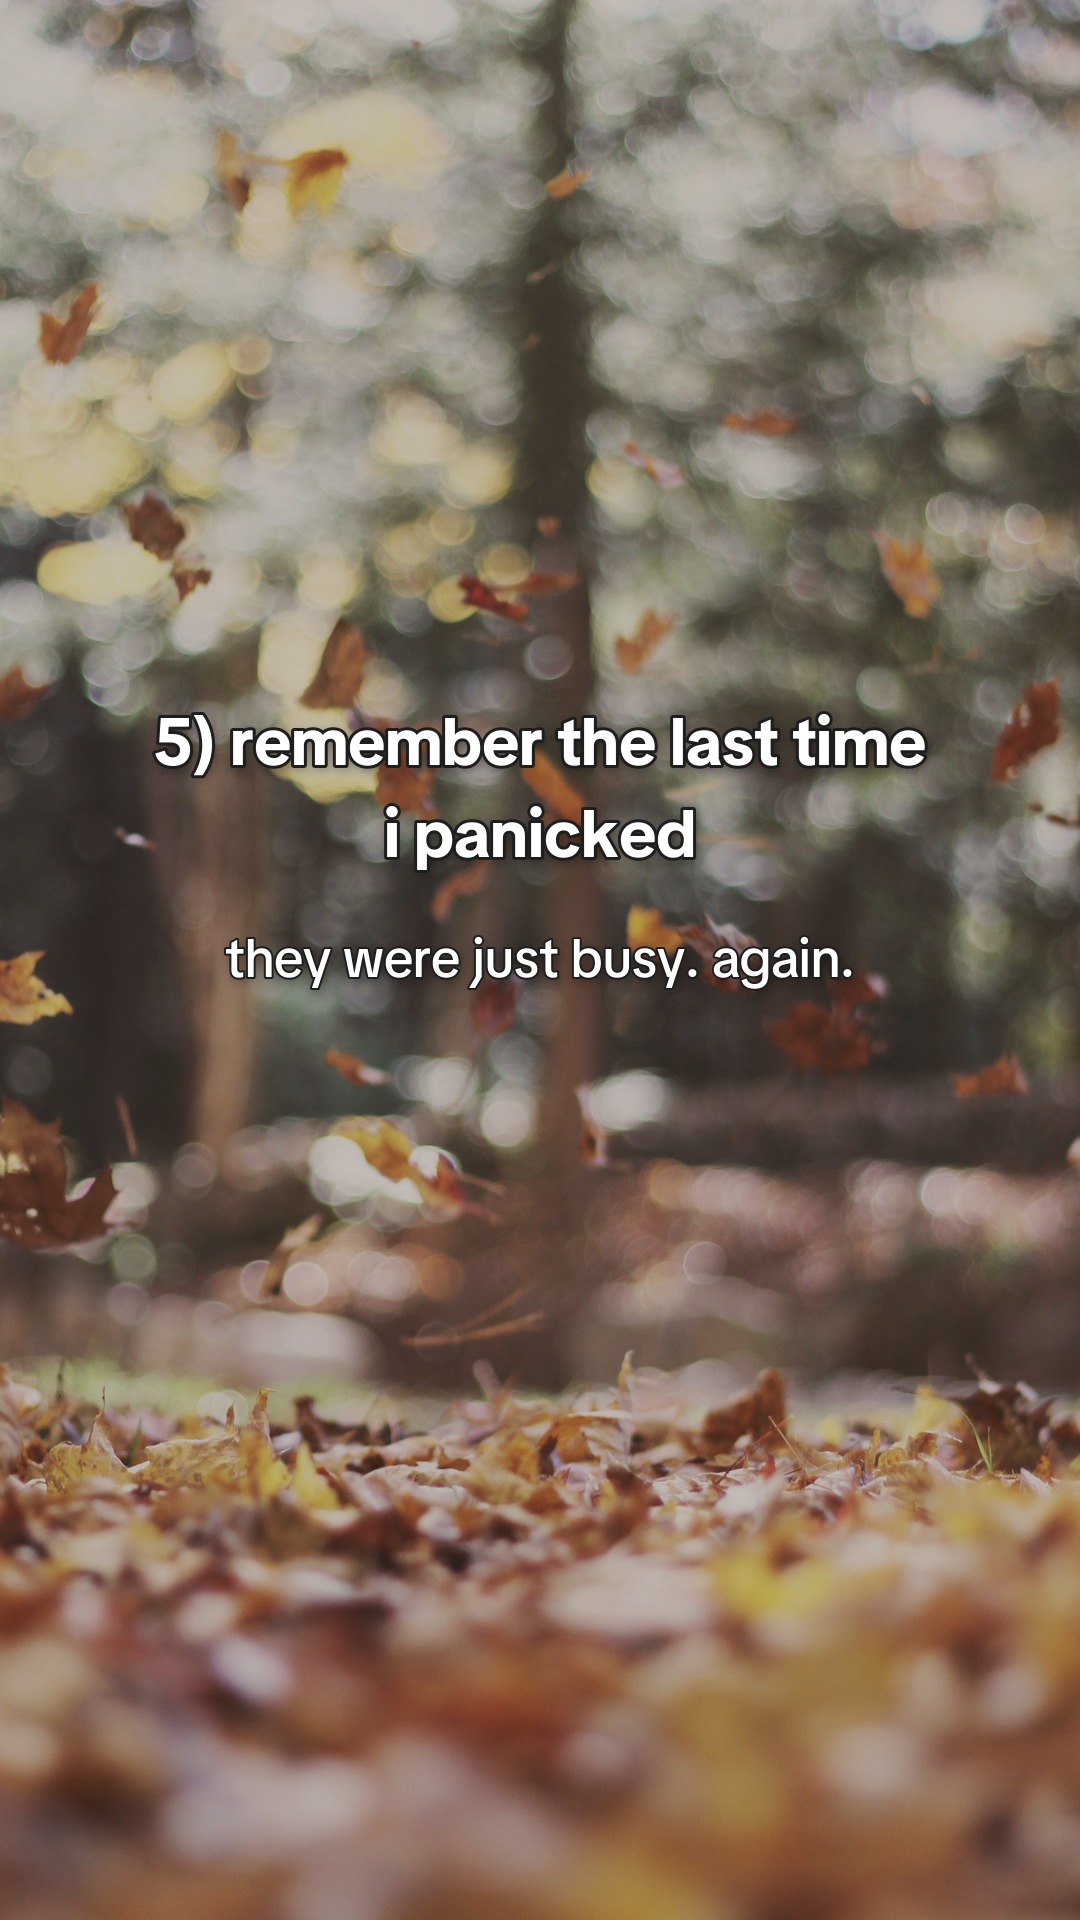 5) remember the last time
i panicked
they were just busy. again.